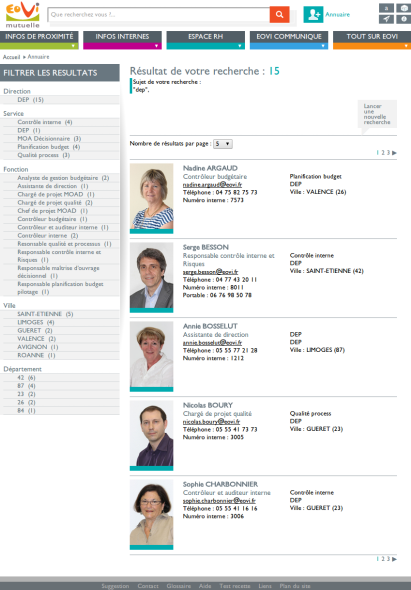 eovi
mutuelle
Que recherchez vous ?...
Annuaire
INFOS DE PROXIMITÉ
INFOS INTERNES
ESPACE RH
EOVI COMMUNIQUE
TOUT SUR EOVI
Accueil Annuaire
FILTRER LES RESULTATS
Direction
DEP (15)
Service
Contrôle interne (4)
DEP (1)
MOA Décisionnaire (3)
Planification budget (4)
Qualité process (3)
Fonction
Analyste de gestion budgétaire (2)
Assistante de direction (1)
Chargé de projet MOAD (1)
Chargé de projet qualité (2)
Chef de projet MOAD (1)
Contrôleur budgétaire (1)
Contrôleur et auditeur interne (1)
Contrôleur interne (2)
Resonsable qualité et processus (1)
Responsable contrôle interne et
Risques (1)
Responsable maîtrise d'ouvrage
décisionnel (1)
Responsable planification budget
pilotage (1)
Ville
SAINT-ETIENNE (5)
LIMOGES (4)
GUERET (2)
VALENCE (2)
AVIGNON (1)
ROANNE (1)
Département
42 (6)
87 (4)
23 (2)
26 (2)
84 (1)
Résultat de votre recherche : 15
Sujet de votre recherche :
"dep",
Lancer
une
nouvelle
recherche
Nombre de résultats par page : 5
1 2 3
Nadine ARGAUD
Contrôleur budgétaire
nadine.argaud@eovi.fr
Téléphone : 04 75 82 75 73
Numéro interne : 7573
Planification budget
DEP
Ville : VALENCE (26)
Serge BESSON
Responsable contrôle interne et
Risques
serge.besson@eovi.fr
Téléphone : 04 77 43 20 11
Numéro interne : 8011
Portable : 06 76 98 50 78
Contrôle interne
DEP
Ville : SAINT-ETIENNE (42)
Annie BOSSELUT
Assistante de direction
annie.bosselut@eovi.fr
Téléphone : 05 55 77 21 28
Numéro interne : 1212
DEP
DEP
Ville : LIMOGES (87)
Nicolas BOURY
Chargé de projet qualité
nicolas.boury@eovi.fr
Téléphone : 05 55 41 73 73
Numéro interne : 3005
Qualité process
DEP
Ville : GUERET (23)
Sophie CHARBONNIER
Contrôleur et auditeur interne
sophie.charbonnier@eovi.fr
Téléphone : 05 55 41 16 16
Numéro interne : 3006
Contrôle interne
DEP
Ville : GUERET (23)
1 2 3
Suggestion Contact Glossaire Aide Test recette Liens Plan du site